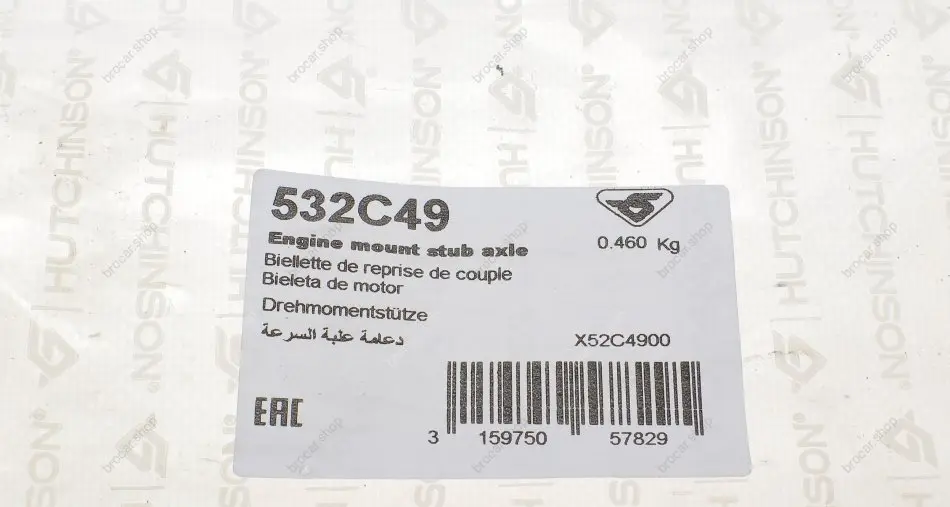 532C49
0.460 Kg
Engine mount stub axle
Biellette de reprise de couple
Bieleta de motor
Drehmomentstütze
دعامة علبة السرعة
X52C4900
EAC
3 159750 57829
HUTCHINSON®
brocar.shop